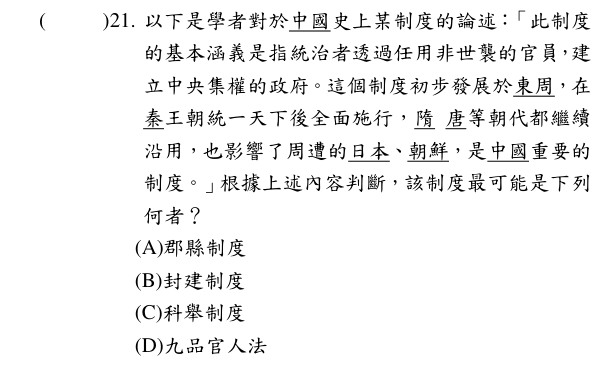 (　　)21. 以下是學者對於中國史上某制度的論述：「此制度
的基本涵義是指統治者透過任用非世襲的官員，建
立中央集權的政府。這個制度初步發展於東周，在
秦王朝統一天下後全面施行，隋 唐等朝代都繼續
沿用，也影響了周遭的日本、朝鮮，是中國重要的
制度。」根據上述內容判斷，該制度最可能是下列
何者？
(A)郡縣制度
(B)封建制度
(C)科舉制度
(D)九品官人法